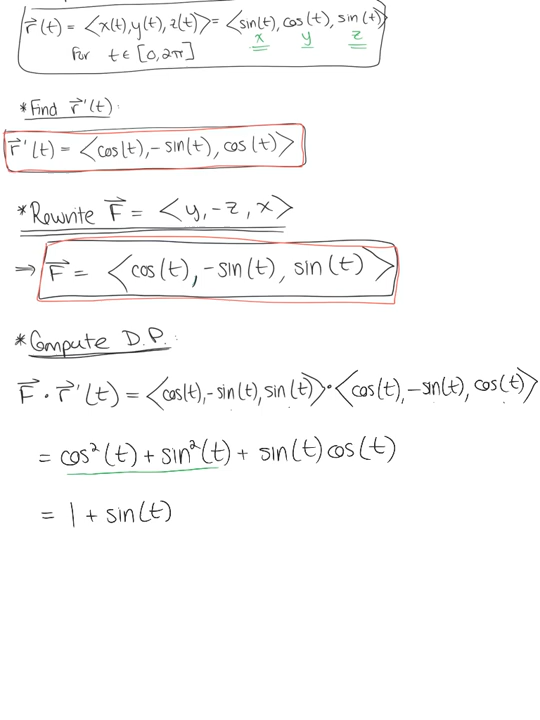 r⃗(t) = <x(t), y(t), z(t)> = <sin(t), cos(t), sin(t)>
x y z
for t ∈ [0, 2π]
*Find r⃗'(t):
r⃗'(t) = <cos(t), -sin(t), cos(t)>
*Rewrite F⃗ = <y, -z, x>
⇒ F⃗ = <cos(t), -sin(t), sin(t)>
*Compute D.P.:
F⃗ · r⃗'(t) = <cos(t), -sin(t), sin(t)> · <cos(t), -sin(t), cos(t)>
= cos²(t) + sin²(t) + sin(t) cos(t)
= 1 + sin(t)